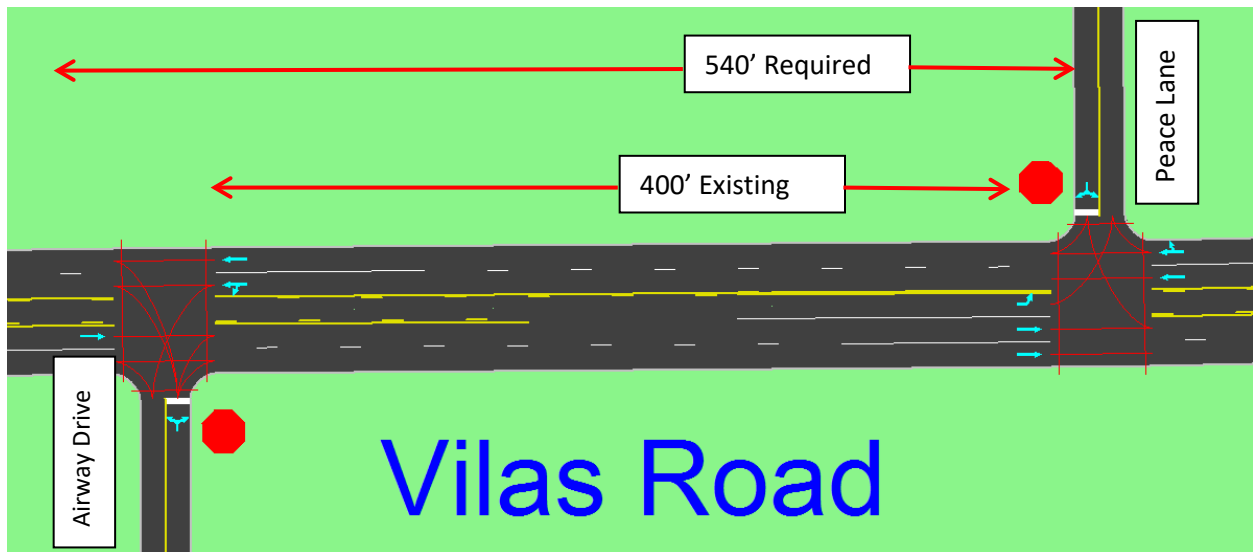 540’ Required
400’ Existing
Peace Lane
Airway Drive
Vilas Road